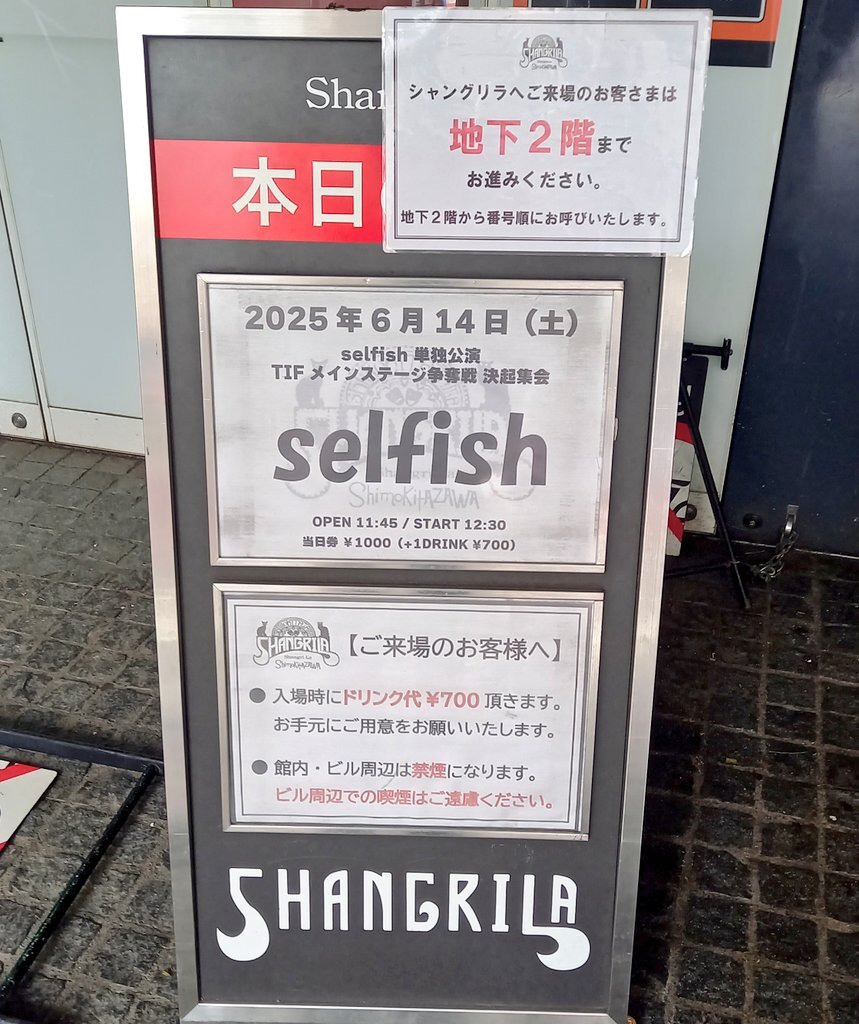 Shan
本日
SHANGRILA
SHIMOKITAZAWA
シャングリラへご来場のお客さまは
地下2階まで
お進みください。
地下2階から番号順にお呼びいたします。
2025年6月14日(土)
selfish 単独公演
TIF メインステージ争奪戦 決起集会
selfish
Shangri-La
SHIMOKITAZAWA
OPEN 11:45 / START 12:30
当日券 ¥1000 (+1DRINK ¥700)
SHANGRILA
Shangri-La
SHIMOKITAZAWA
【ご来場のお客様へ】
● 入場時にドリンク代 ¥700 頂きます。
お手元にご用意をお願いいたします。
● 館内・ビル周辺は禁煙になります。
ビル周辺での喫煙はご遠慮ください。
SHANGRILA